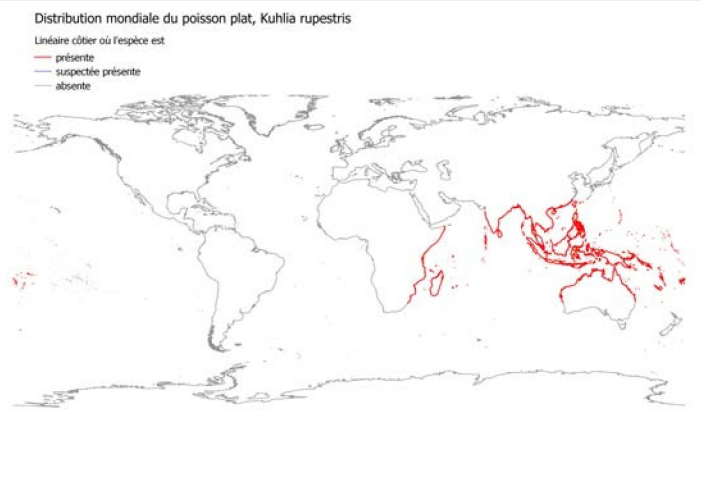 Distribution mondiale du poisson plat, Kuhlia rupestris
Linéaire côtier où l'espèce est
présente
suspectée présente
absente